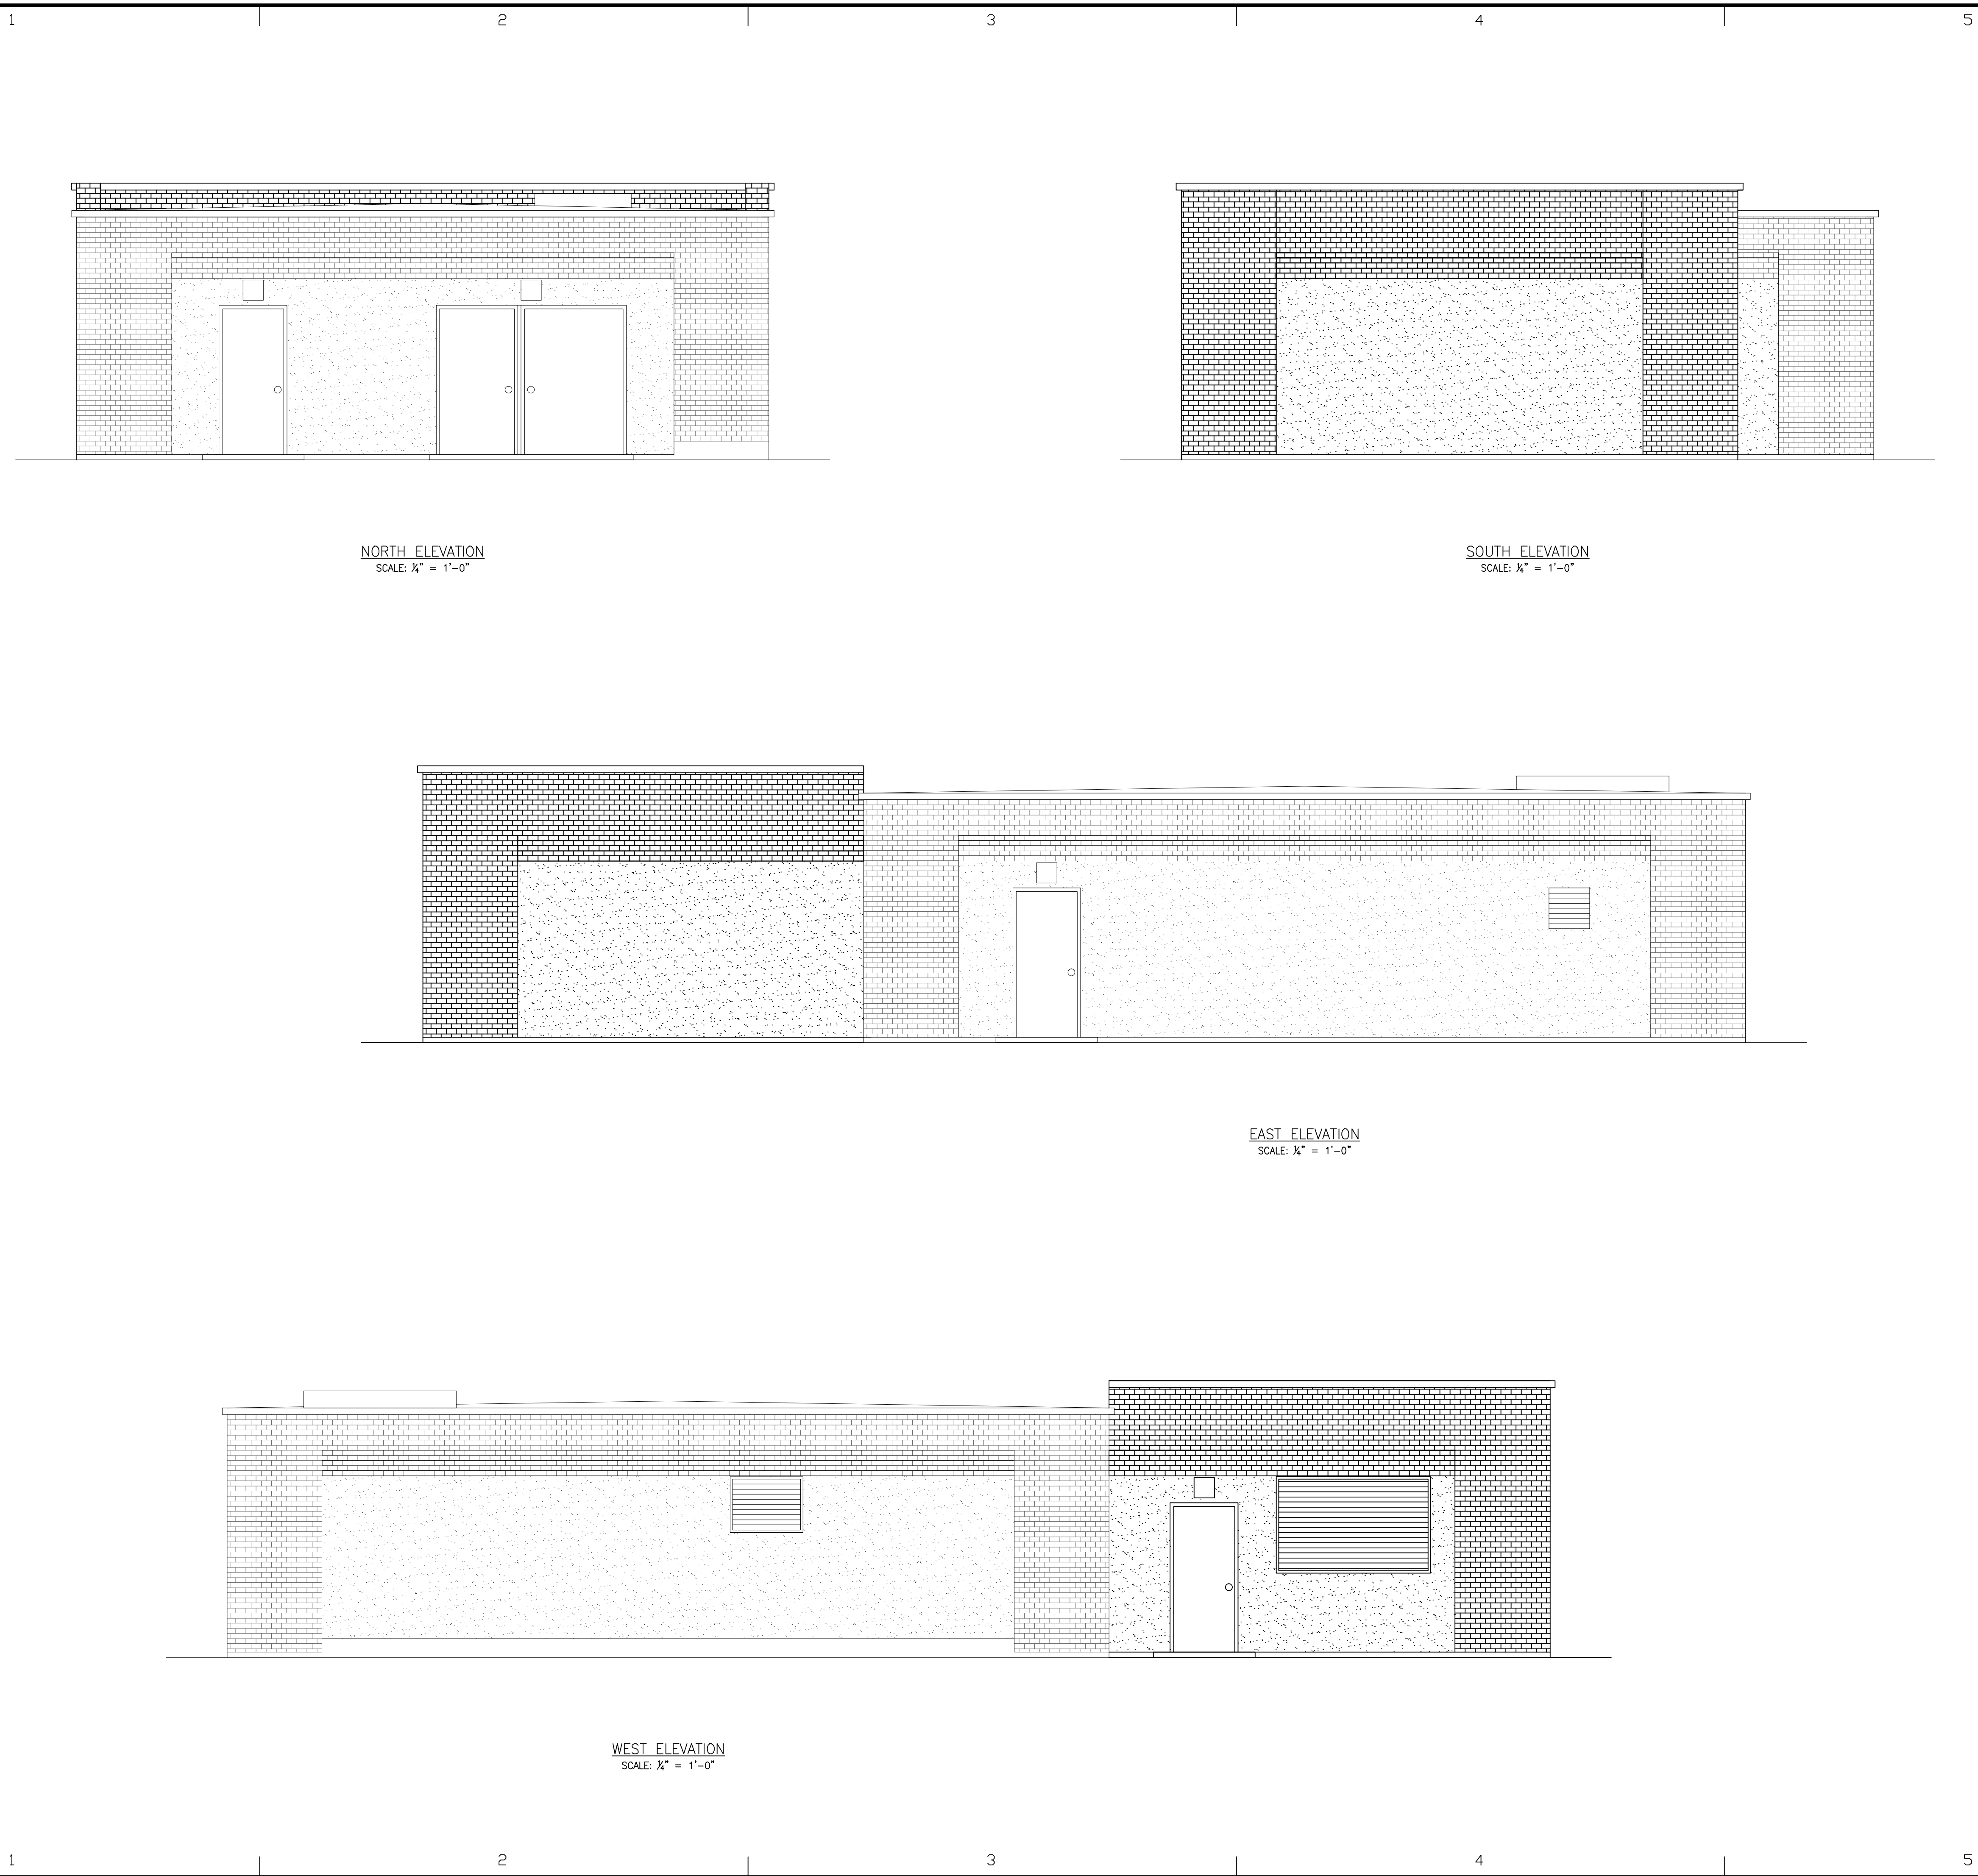 1 2 3 4 5
NORTH ELEVATION
SCALE: ¼" = 1'-0"
SOUTH ELEVATION
SCALE: ¼" = 1'-0"
EAST ELEVATION
SCALE: ¼" = 1'-0"
WEST ELEVATION
SCALE: ¼" = 1'-0"
1 2 3 4 5